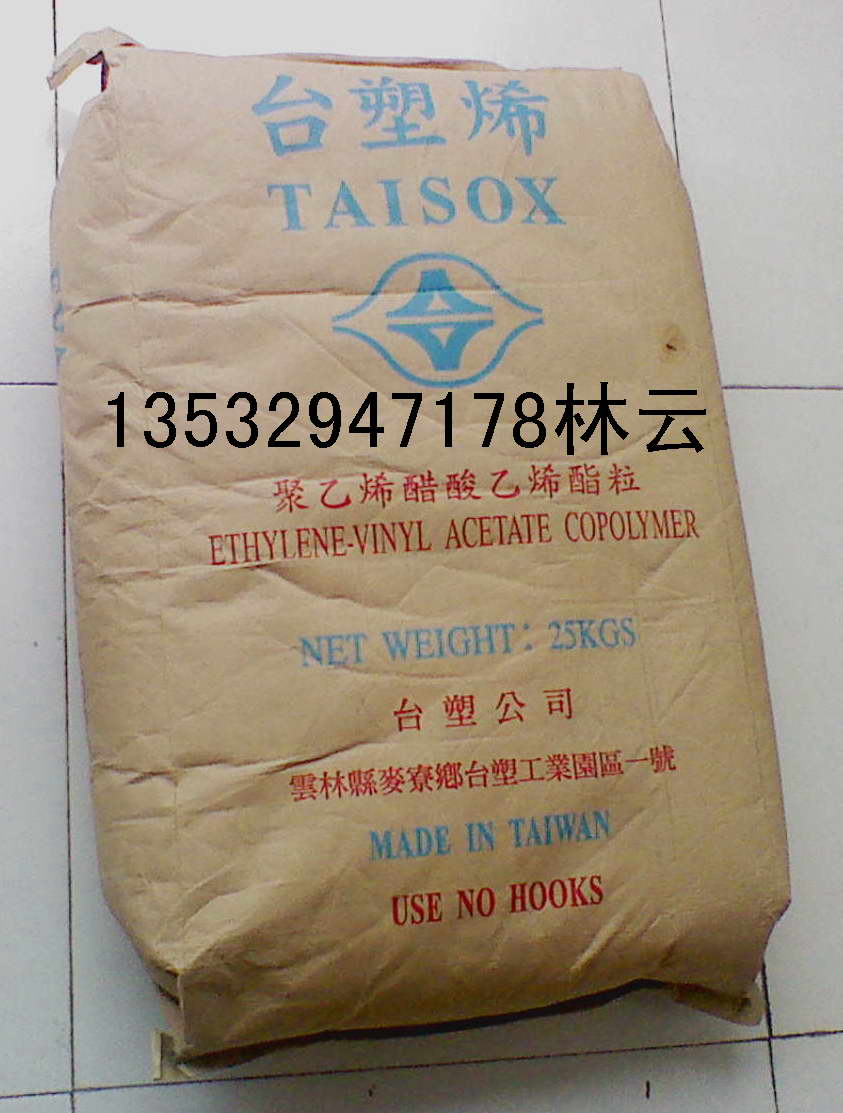 台塑烯
TAISOX
13532947178林云
聚乙烯醋酸乙烯酯粒
ETHYLENE-VINYL ACETATE COPOLYMER
NET WEIGHT: 25KGS
台塑公司
雲林縣麥寮鄉台塑工業園區一號
MADE IN TAIWAN
USE NO HOOKS